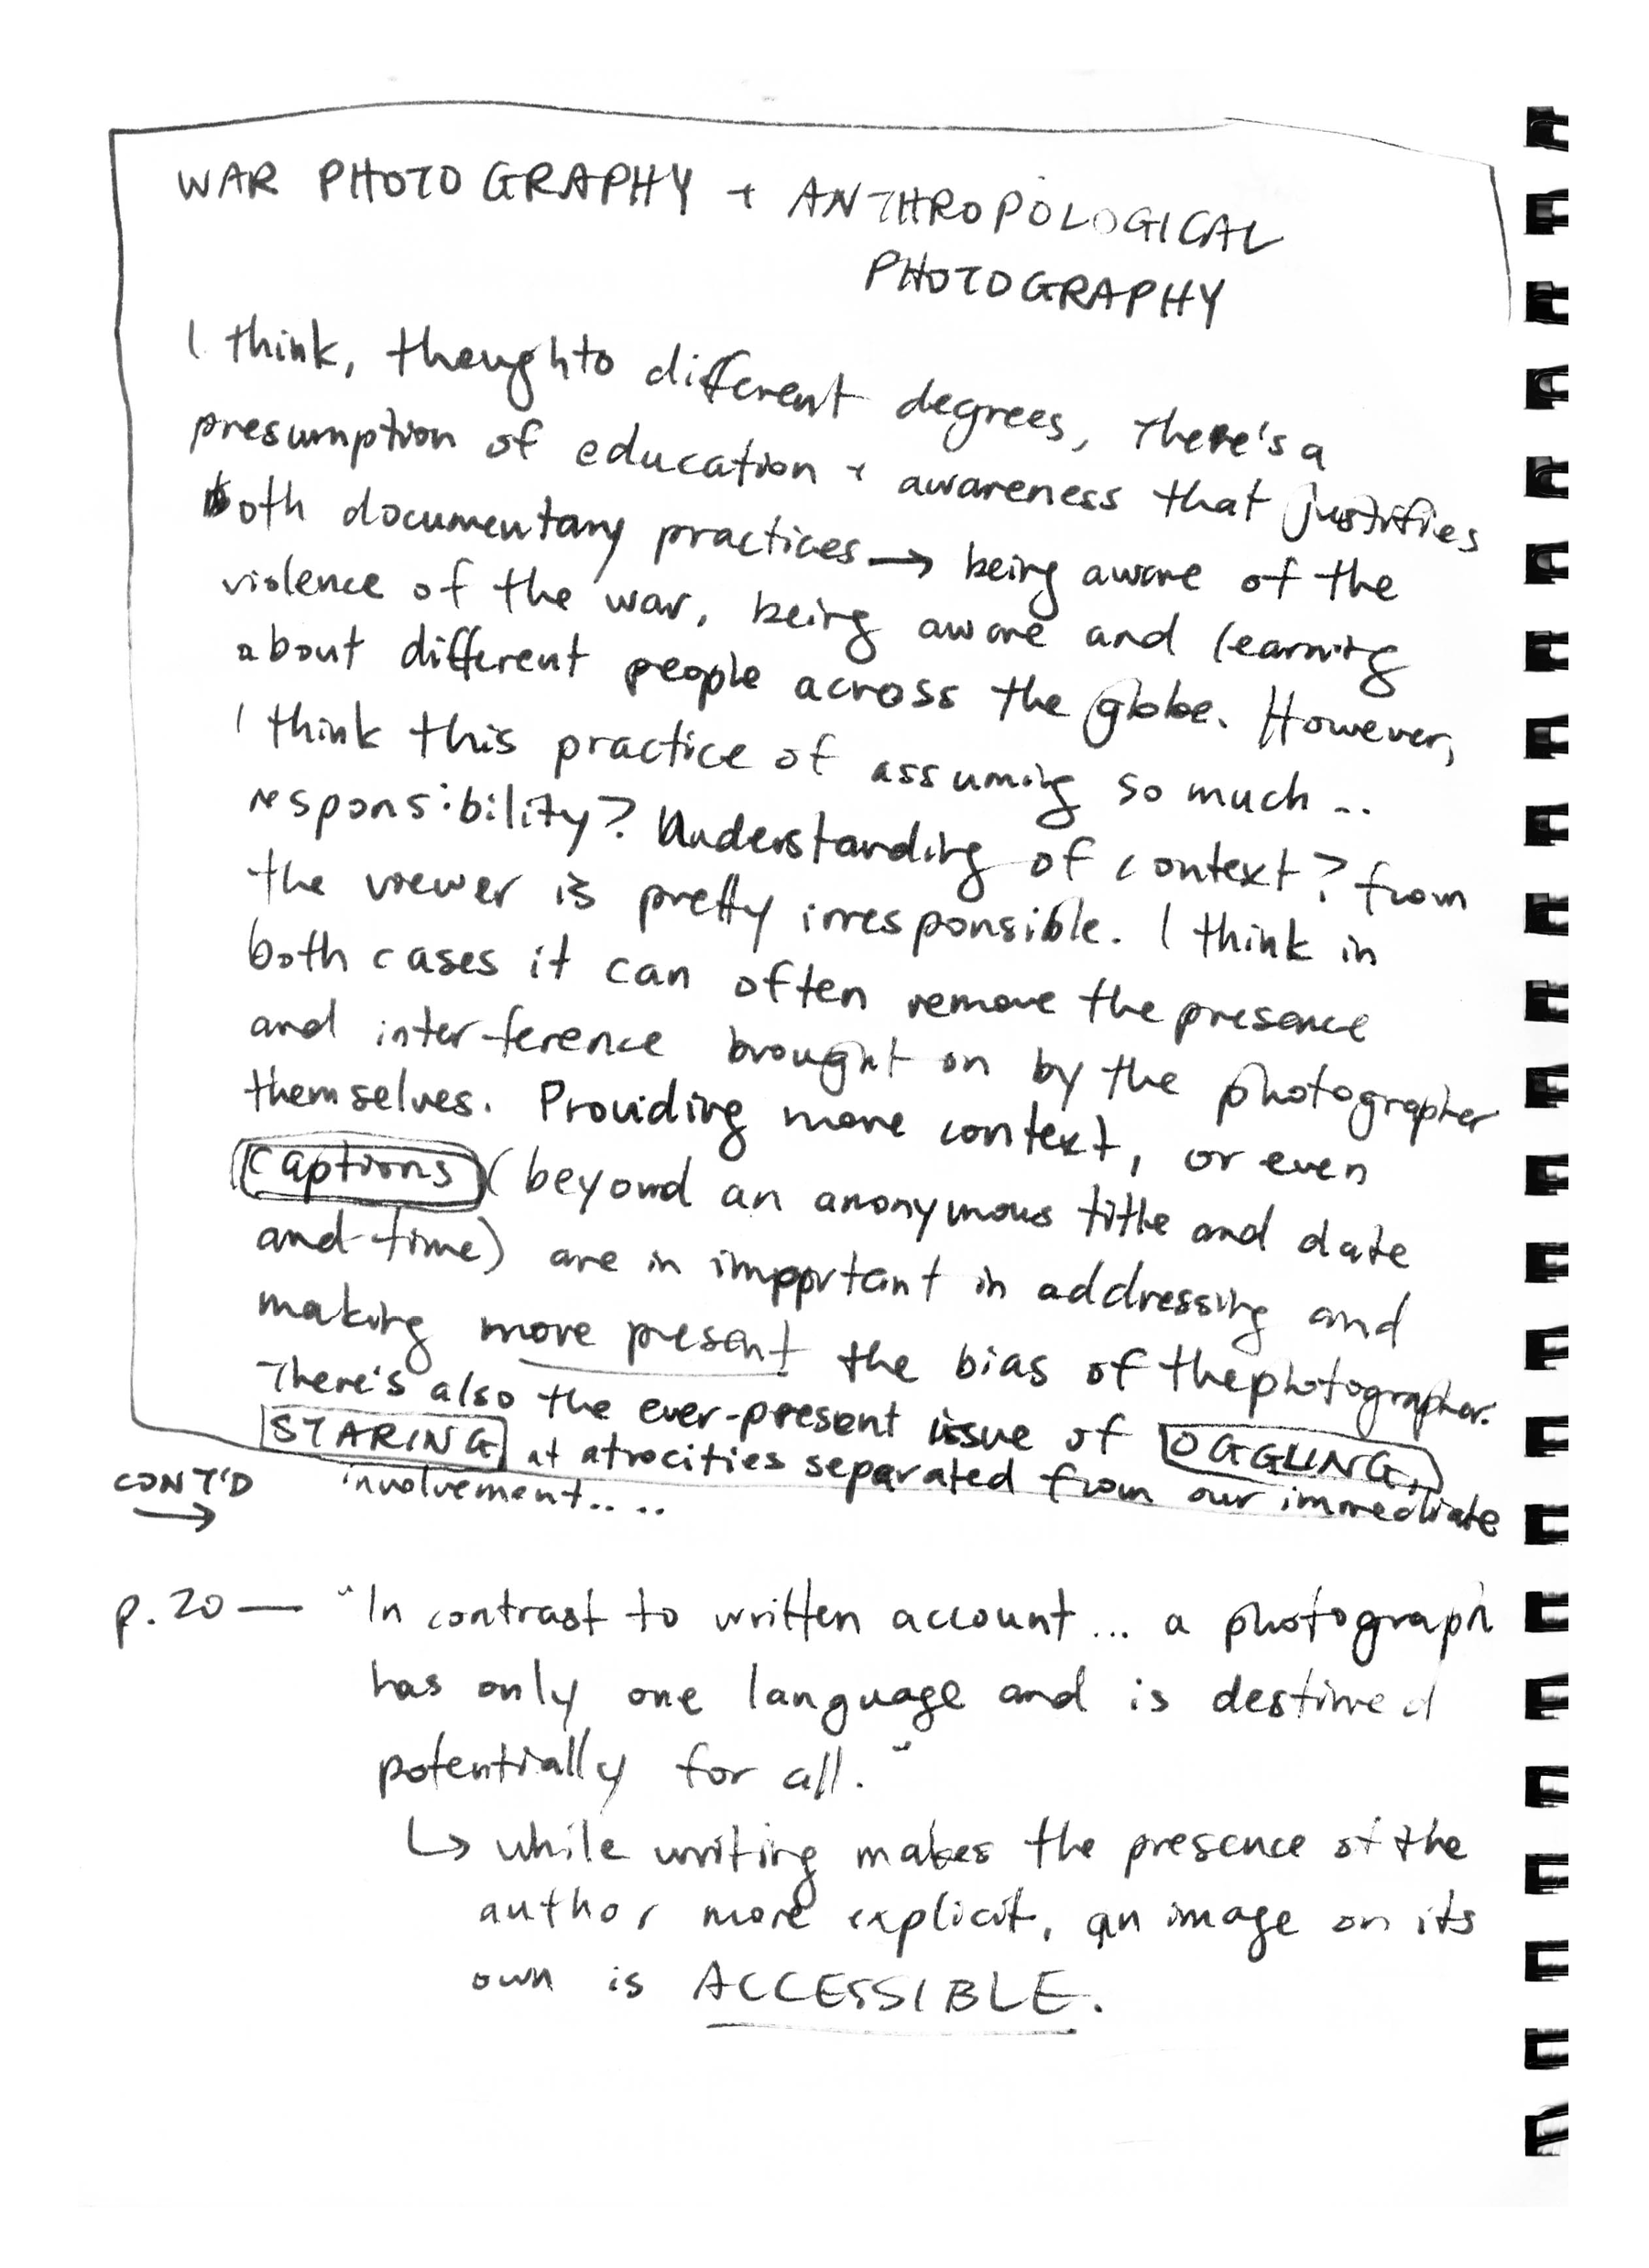 WAR PHOTOGRAPHY + ANTHROPOLOGICAL
PHOTOGRAPHY
I think, though to different degrees, There's a
presumption of education + awareness that justifies
both documentary practices → being aware of the
violence of the war, being aware and learning
about different people across the globe. However,
I think this practice of assuming so much..
responsibility? Understanding of context? from
the viewer is pretty irresponsible. I think in
both cases it can often remove the presence
and interference brought on by the photographer
themselves. Providing more context, or even
captions (beyond an anonymous title and date
and time) are in important in addressing and
making more present the bias of the photographer.
There's also the ever-present issue of OGGLING,
STARING at atrocities separated from our immediate
CONT'D involvement....
→
p. 20 — "In contrast to written account... a photograph
has only one language and is destined
potentially for all."
↳ while writing makes the presence of the
author more explicit, an image on its
own is ACCESSIBLE.